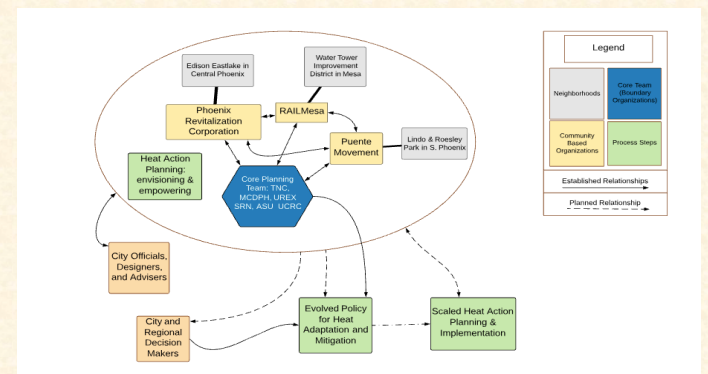 Edison Eastlake in
Central Phoenix
Water Tower
Improvement
District in Mesa
Phoenix
Revitalization
Corporation
RAILMesa
Puente
Movement
Lindo & Roesley
Park in S. Phoenix
Heat Action
Planning:
envisioning &
empowering
Core Planning
Team: TNC,
MCDPH, UREX
SRN, ASU UCRC
City Officials,
Designers,
and Advisers
City and
Regional
Decision
Makers
Evolved Policy
for Heat
Adaptation and
Mitigation
Scaled Heat Action
Planning &
Implementation
Legend
Neighborhoods
Core Team
(Boundary
Organizations)
Community
Based
Organizations
Process Steps
Established Relationships
Planned Relationship